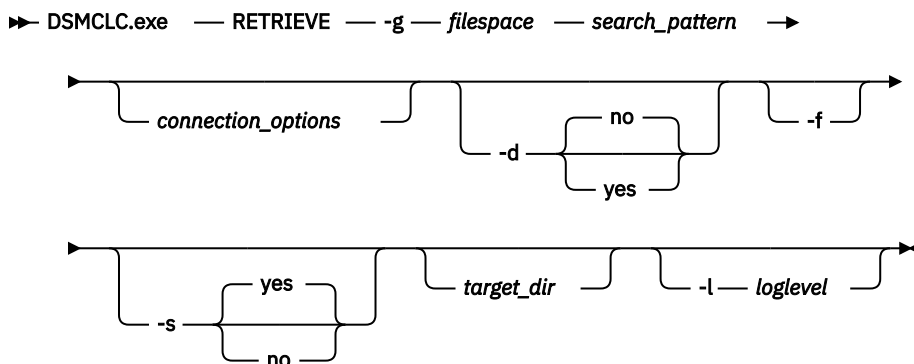 DSMCLC.exe RETRIEVE -g filespace search_pattern
connection_options
no
-d
yes
-f
yes
-s
no
target_dir
-l loglevel